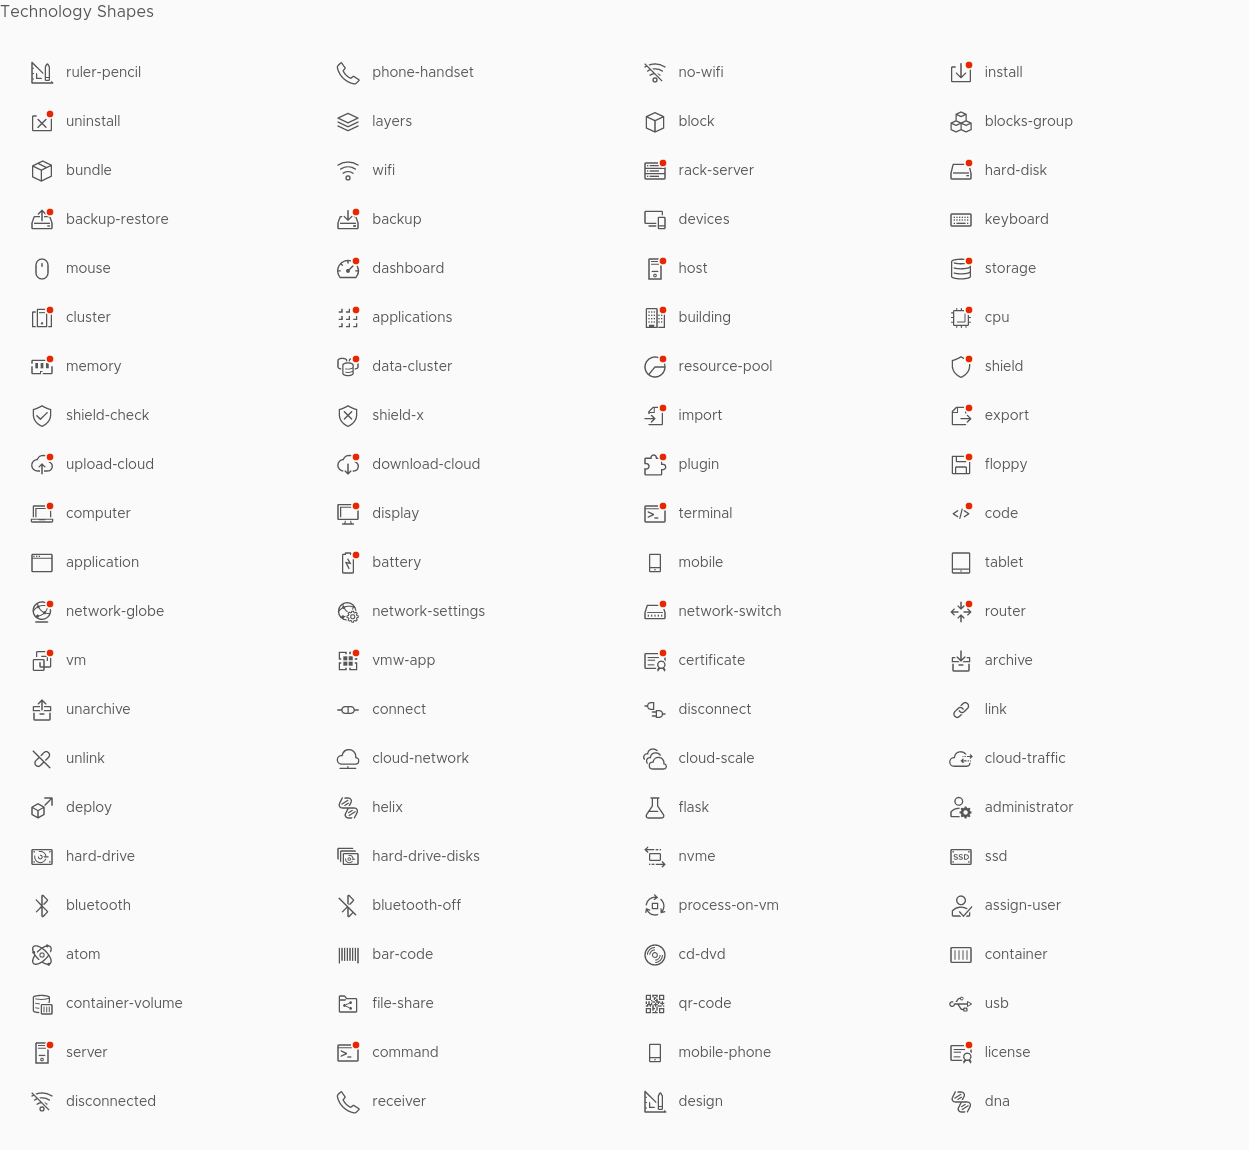 Technology Shapes
ruler-pencil phone-handset no-wifi install
uninstall layers block blocks-group
bundle wifi rack-server hard-disk
backup-restore backup devices keyboard
mouse dashboard host storage
cluster applications building cpu
memory data-cluster resource-pool shield
shield-check shield-x import export
upload-cloud download-cloud plugin floppy
computer display terminal code
application battery mobile tablet
network-globe network-settings network-switch router
vm vmw-app certificate archive
unarchive connect disconnect link
unlink cloud-network cloud-scale cloud-traffic
deploy helix flask administrator
hard-drive hard-drive-disks nvme SSD ssd
bluetooth bluetooth-off process-on-vm assign-user
atom bar-code cd-dvd container
container-volume file-share qr-code usb
server command mobile-phone license
disconnected receiver design dna